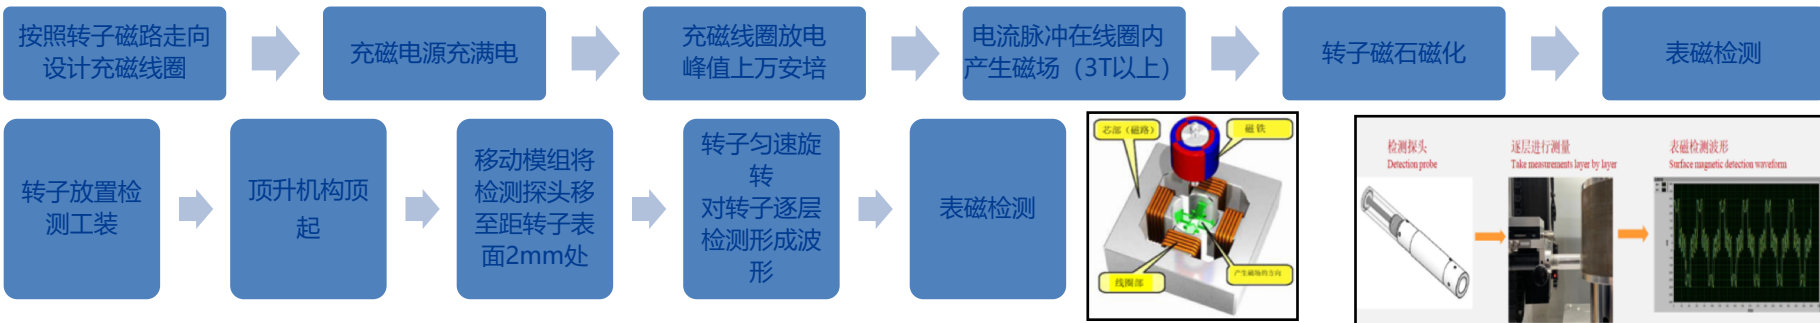 按照转子磁路走向
设计充磁线圈
充磁电源充满电
充磁线圈放电
峰值上万安培
电流脉冲在线圈内
产生磁场（3T以上）
转子磁石磁化
表磁检测
转子放置检
测工装
顶升机构顶
起
移动模组将
检测探头移
至距转子表
面2mm处
转子匀速旋
转
对转子逐层
检测形成波
形
表磁检测
芯部（磁路）
磁铁
线圈部
产生磁场的方向
检测探头
Detection probe
逐层进行测量
Take measurements layer by layer
表磁检测波形
Surface magnetic detection waveform